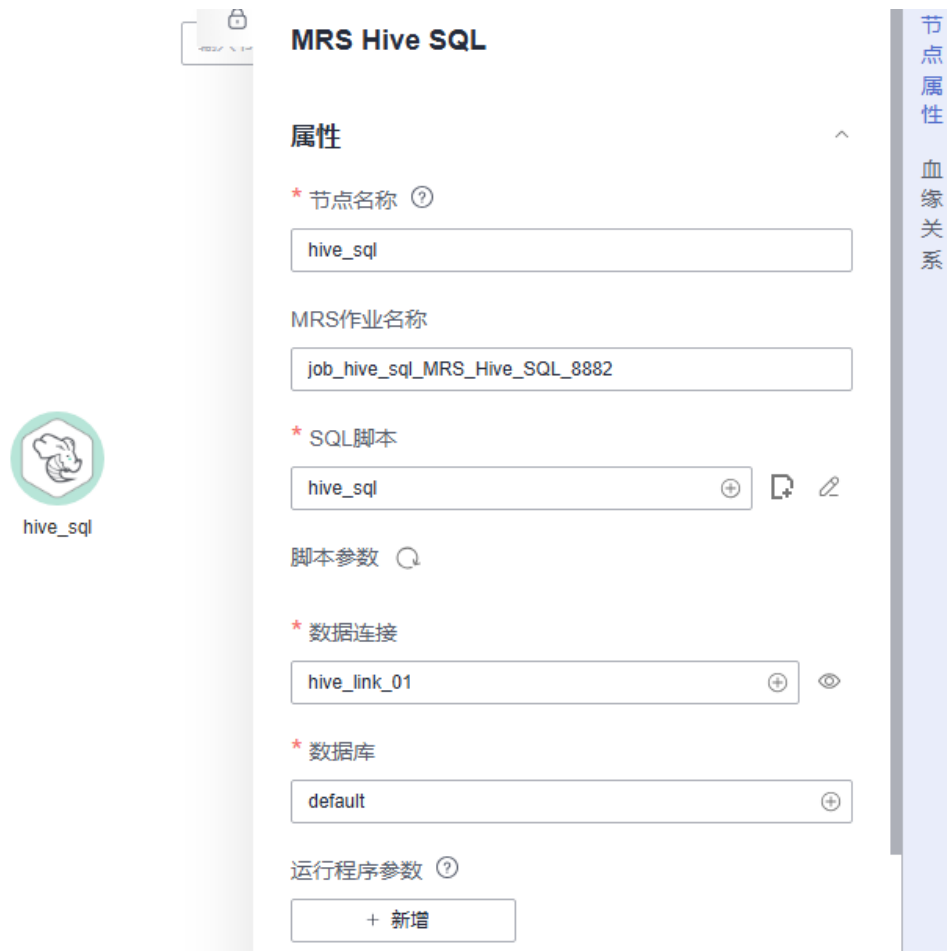 MRS Hive SQL
属性
* 节点名称 ?
hive_sql
MRS作业名称
job_hive_sql_MRS_Hive_SQL_8882
* SQL脚本
hive_sql
脚本参数
* 数据连接
hive_link_01
* 数据库
default
运行程序参数 ?
+ 新增
hive_sql
节点属性
血缘关系